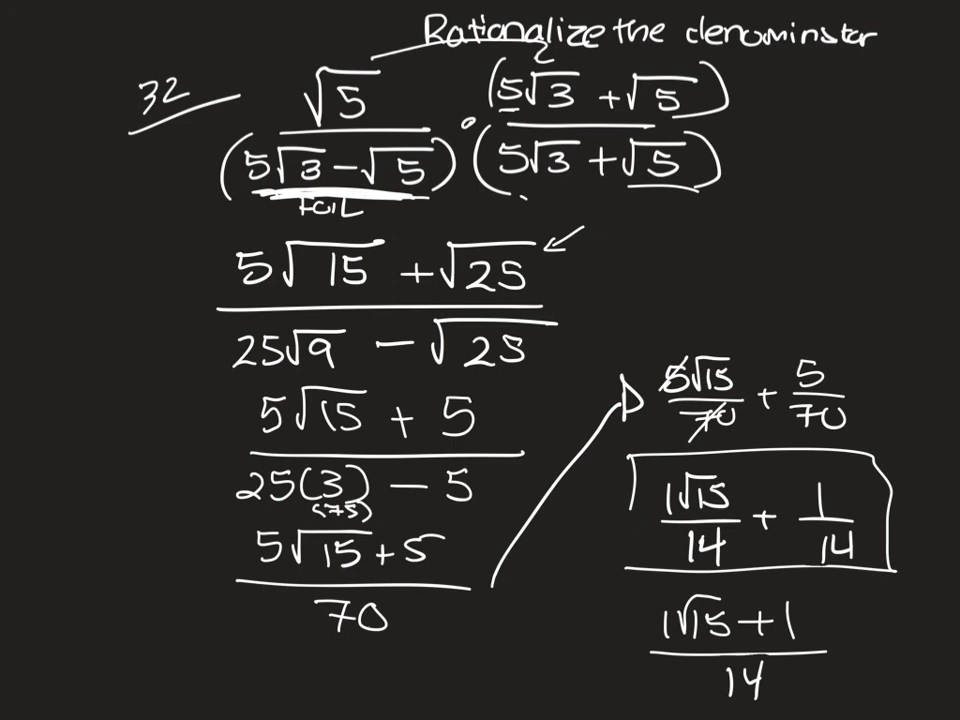 Rationalize the denominator
32
√5 / (5√3 - √5) · (5√3 + √5) / (5√3 + √5)
FOIL
5√15 + √25
25√9 - √25
5√15 + 5
25(3) - 5
(75)
5√15 + 5
70
5√15/70 + 5/70
1√15/14 + 1/14
1√15 + 1
14